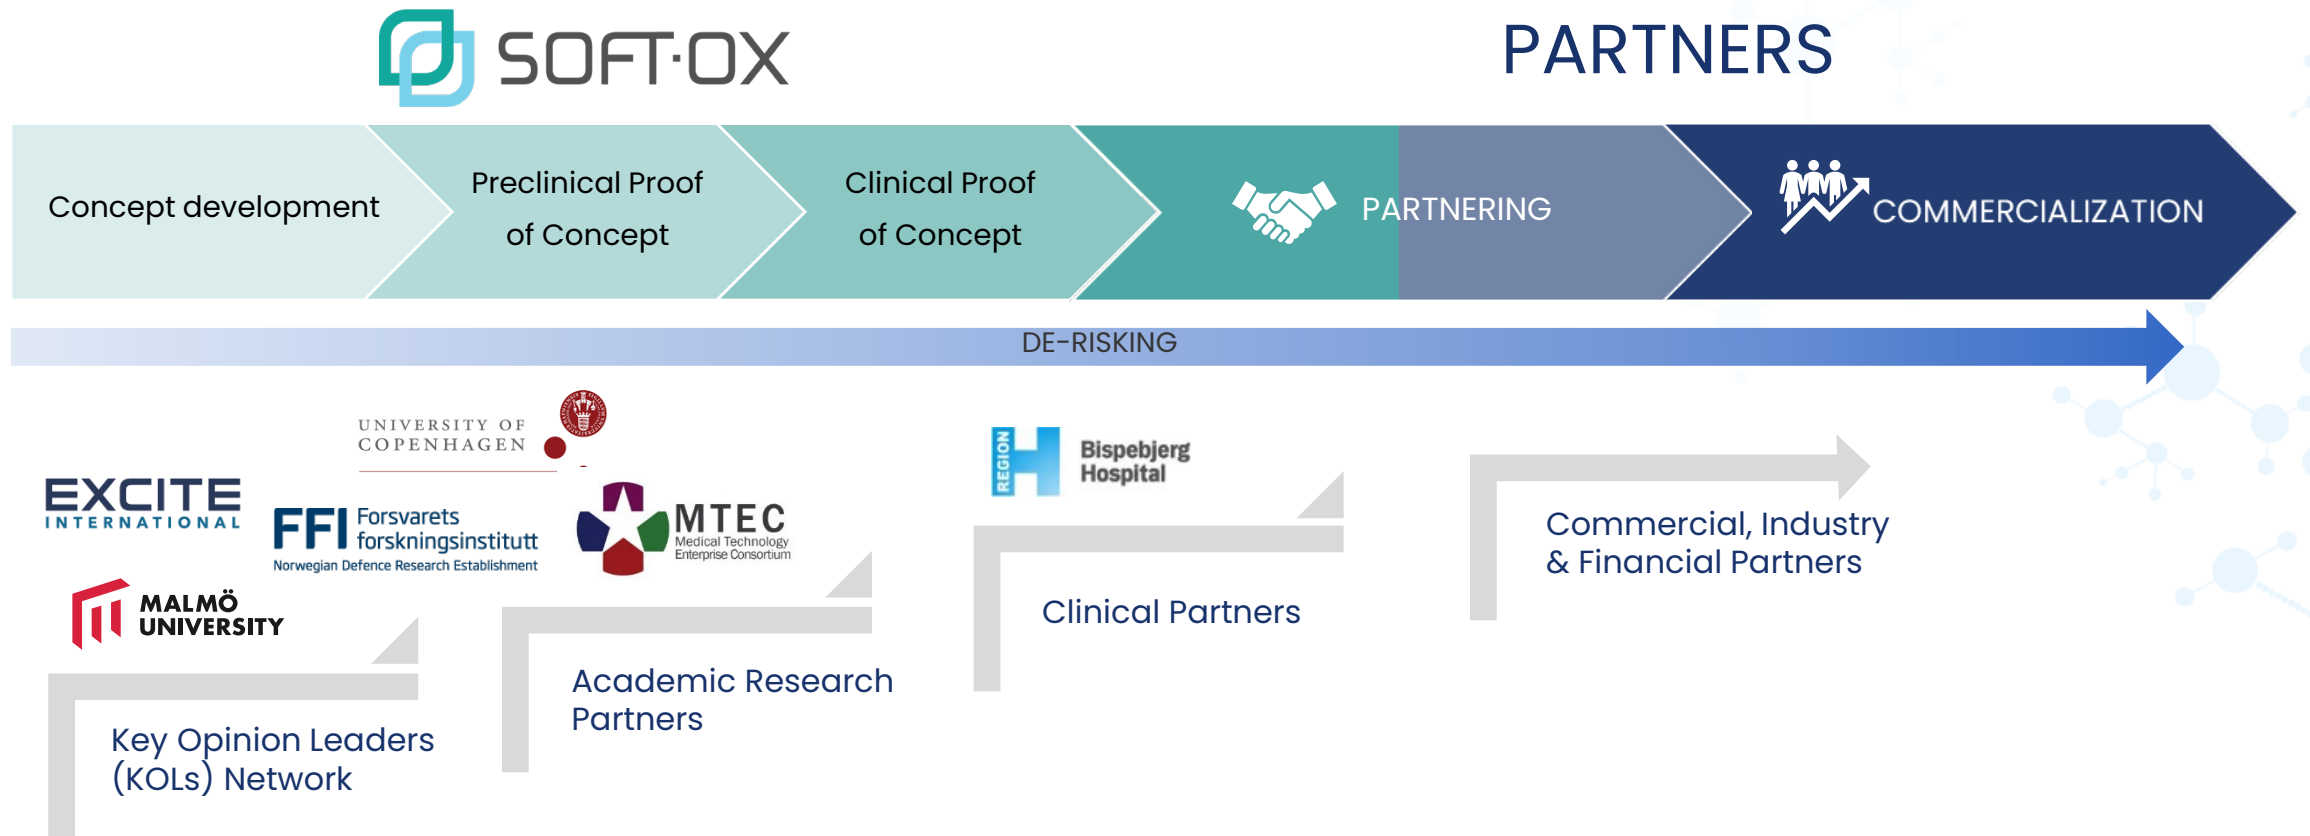 SOFT·OX
PARTNERS
Concept development
Preclinical Proof
of Concept
Clinical Proof
of Concept
PARTNERING
COMMERCIALIZATION
DE-RISKING
UNIVERSITY OF
COPENHAGEN
EXCITE
INTERNATIONAL
FFI Forsvarets
forskningsinstitutt
Norwegian Defence Research Establishment
MTEC
Medical Technology
Enterprise Consortium
MALMÖ
UNIVERSITY
REGION H
Bispebjerg
Hospital
Key Opinion Leaders
(KOLs) Network
Academic Research
Partners
Clinical Partners
Commercial, Industry
& Financial Partners